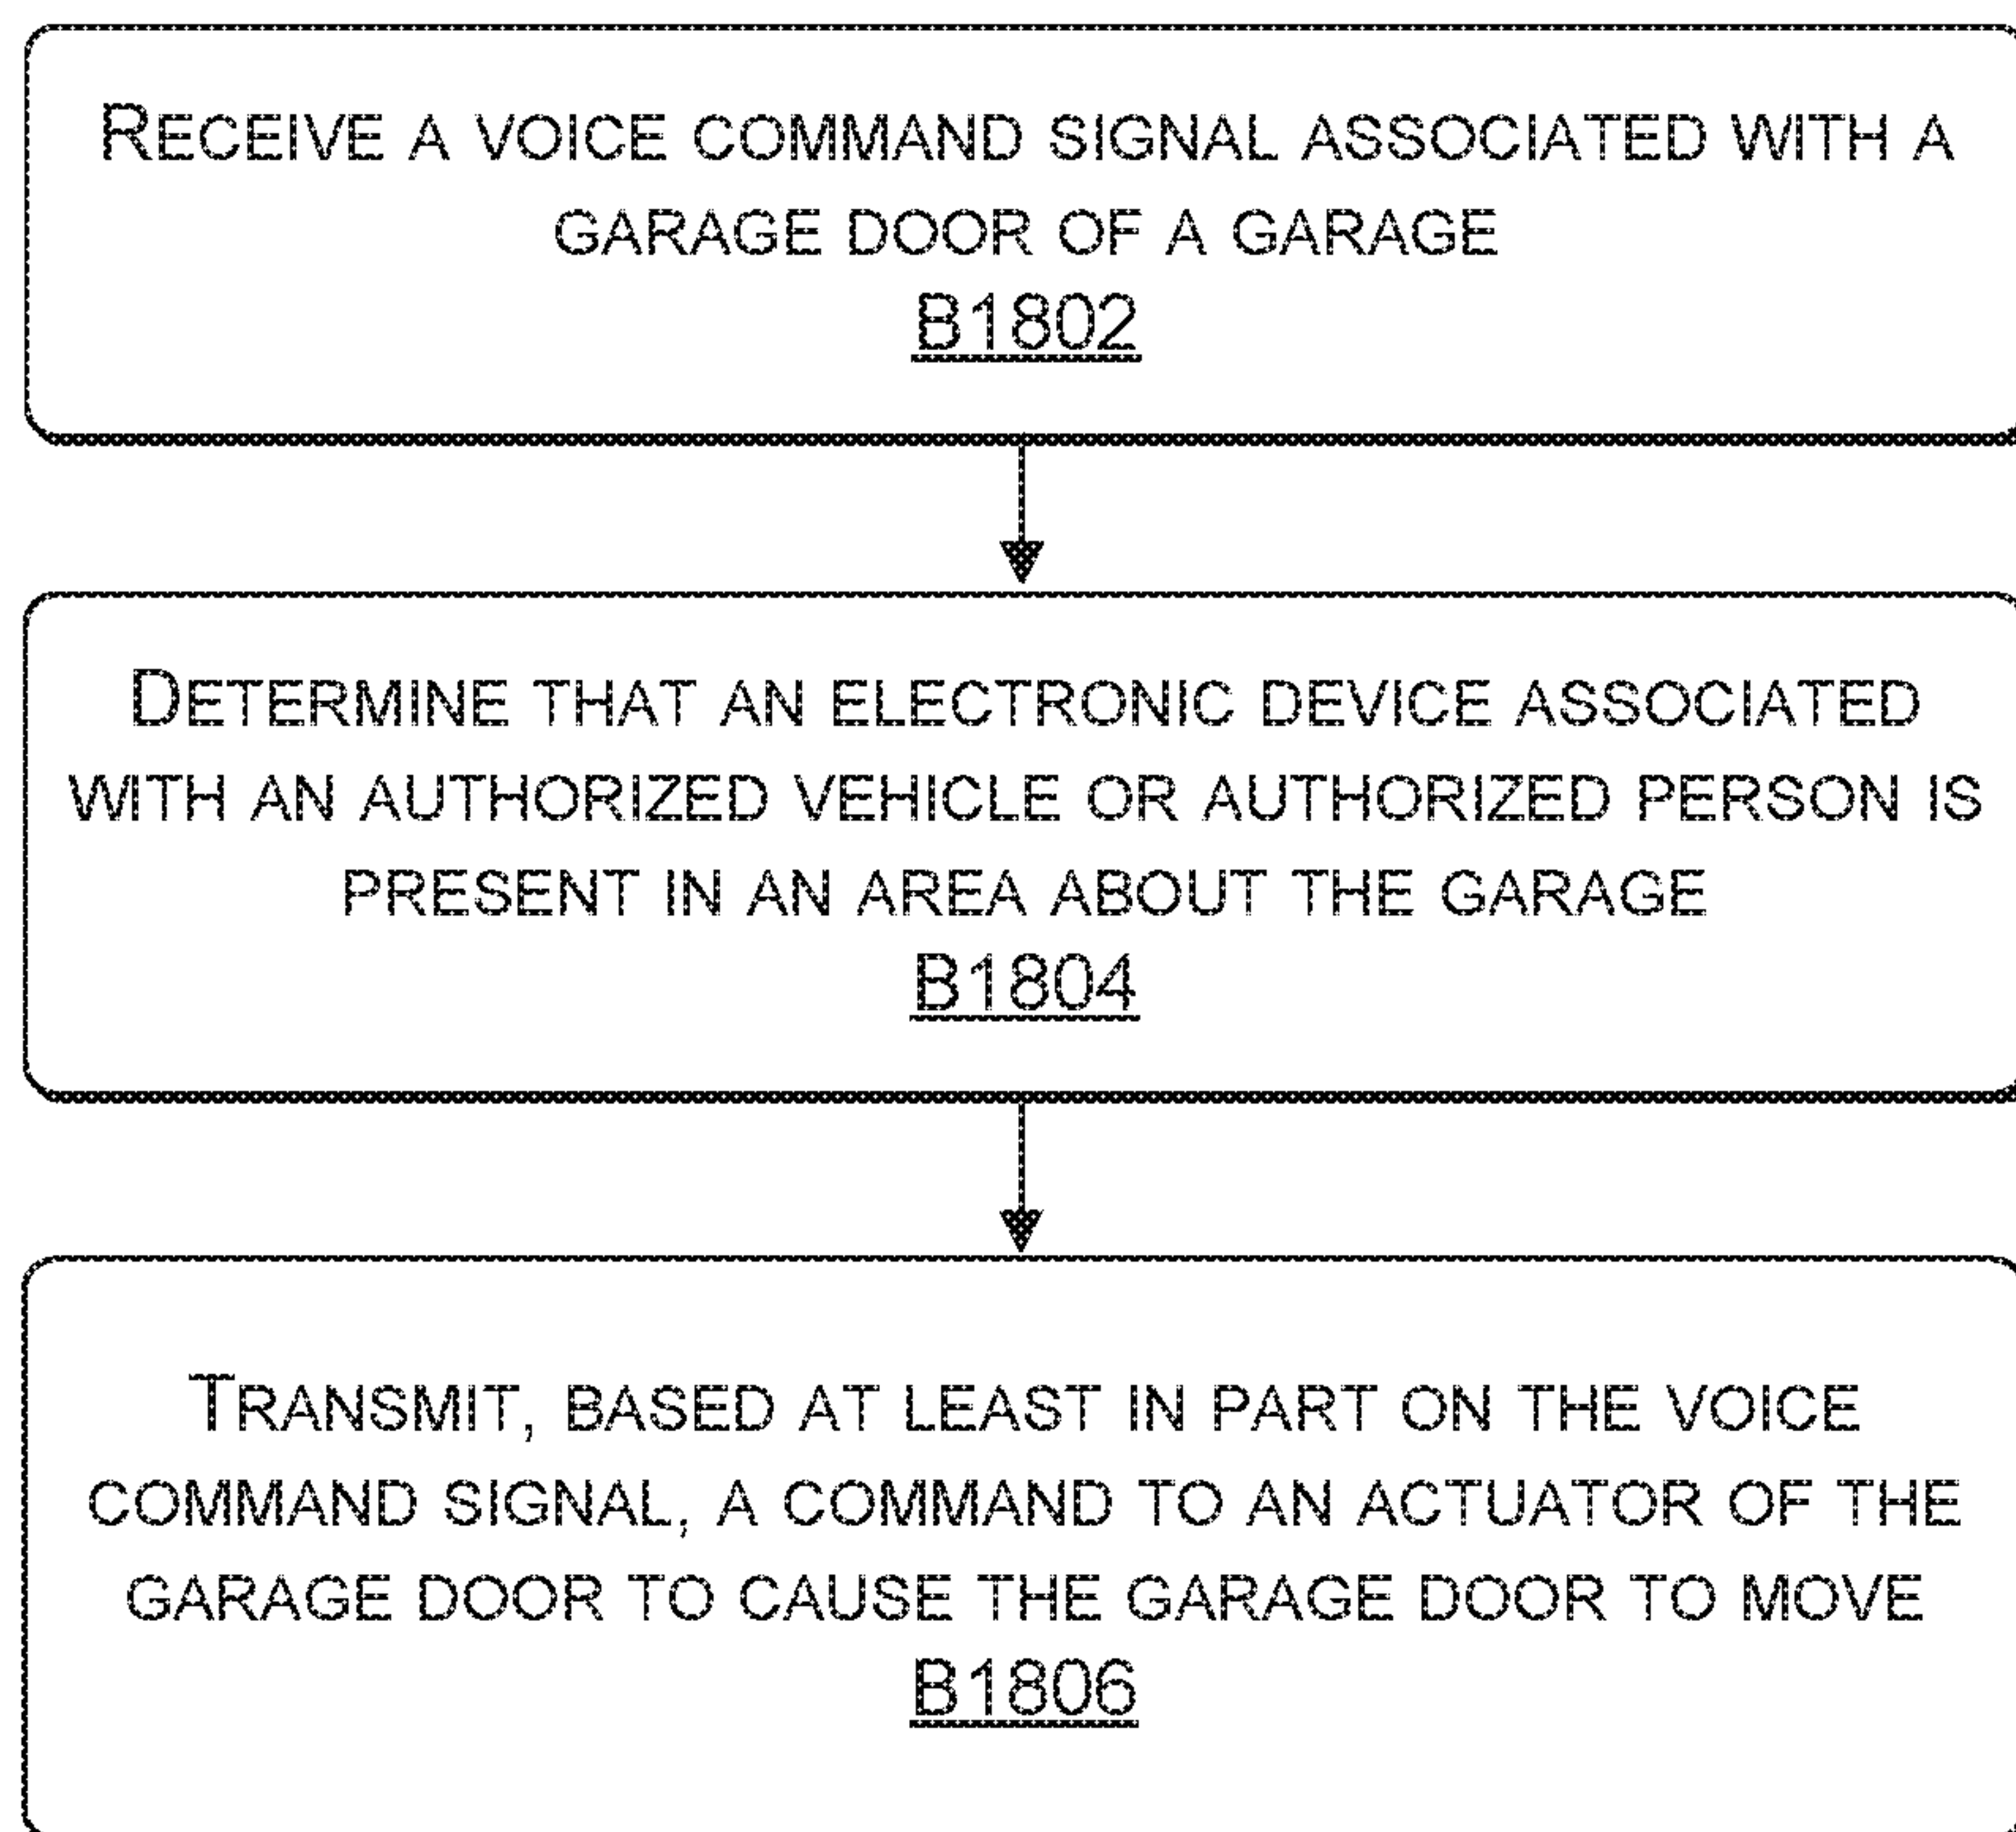 RECEIVE A VOICE COMMAND SIGNAL ASSOCIATED WITH A
GARAGE DOOR OF A GARAGE
B1802
DETERMINE THAT AN ELECTRONIC DEVICE ASSOCIATED
WITH AN AUTHORIZED VEHICLE OR AUTHORIZED PERSON IS
PRESENT IN AN AREA ABOUT THE GARAGE
B1804
TRANSMIT, BASED AT LEAST IN PART ON THE VOICE
COMMAND SIGNAL, A COMMAND TO AN ACTUATOR OF THE
GARAGE DOOR TO CAUSE THE GARAGE DOOR TO MOVE
B1806